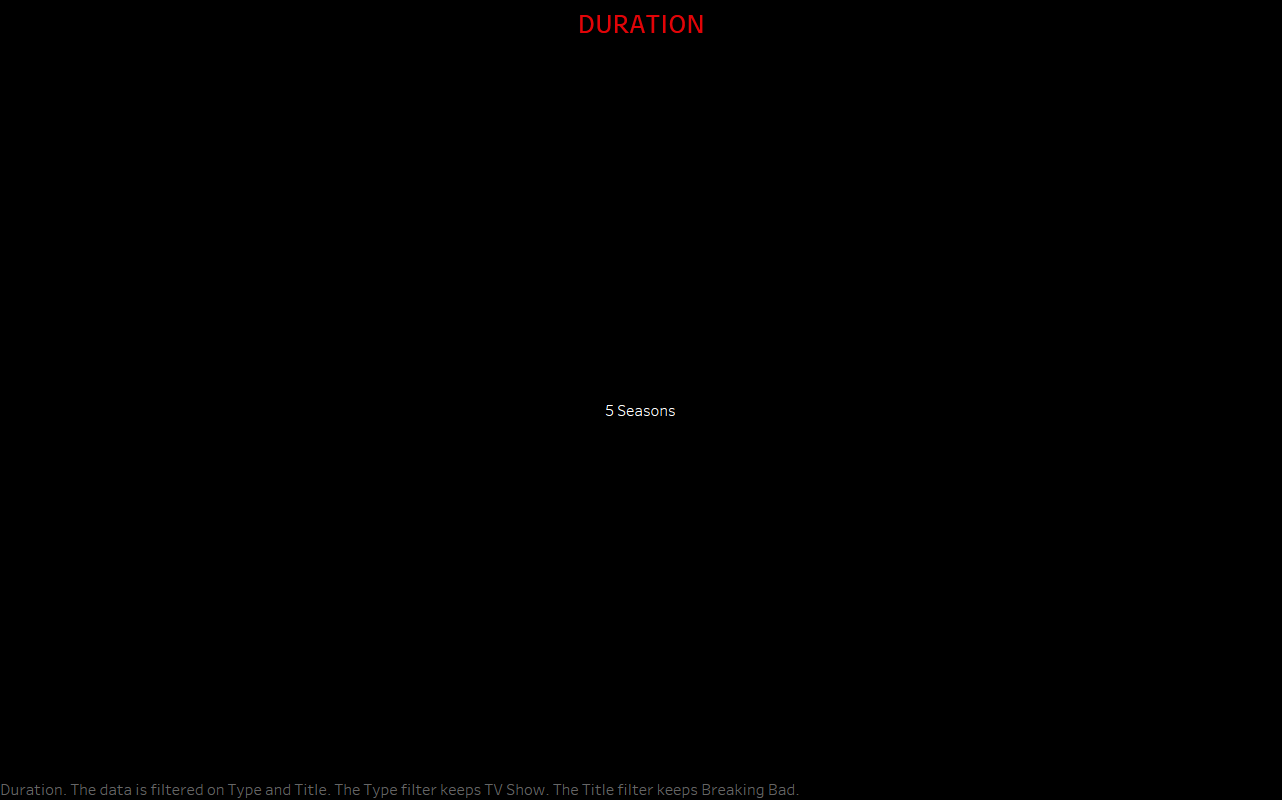 DURATION
5 Seasons
Duration. The data is filtered on Type and Title. The Type filter keeps TV Show. The Title filter keeps Breaking Bad.